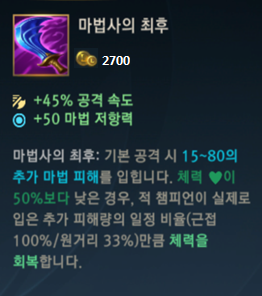 마법사의 최후
2700
+45% 공격 속도
+50 마법 저항력
마법사의 최후: 기본 공격 시 15~80의
추가 마법 피해를 입힙니다. 체력 ♥이
50%보다 낮은 경우, 적 챔피언이 실제로
입은 추가 피해량의 일정 비율(근접
100%/원거리 33%)만큼 체력을
회복합니다.